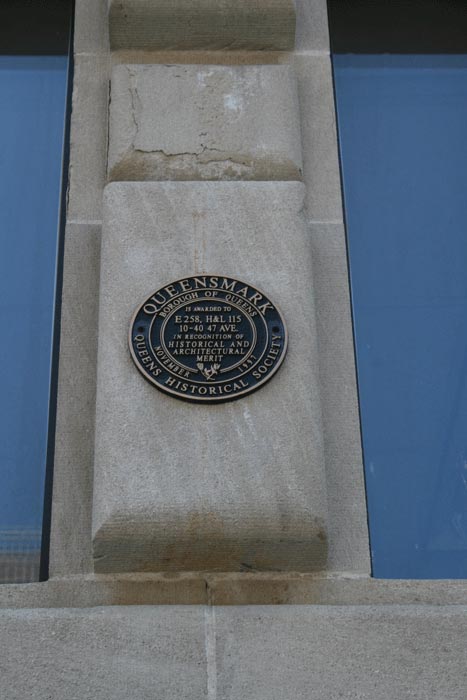 QUEENSMARK
BOROUGH OF QUEENS
IS AWARDED TO
E 258, H&L 115
10-40 47 AVE.
IN RECOGNITION OF
HISTORICAL AND
ARCHITECTURAL
MERIT
NOVEMBER 1997
QUEENS HISTORICAL SOCIETY